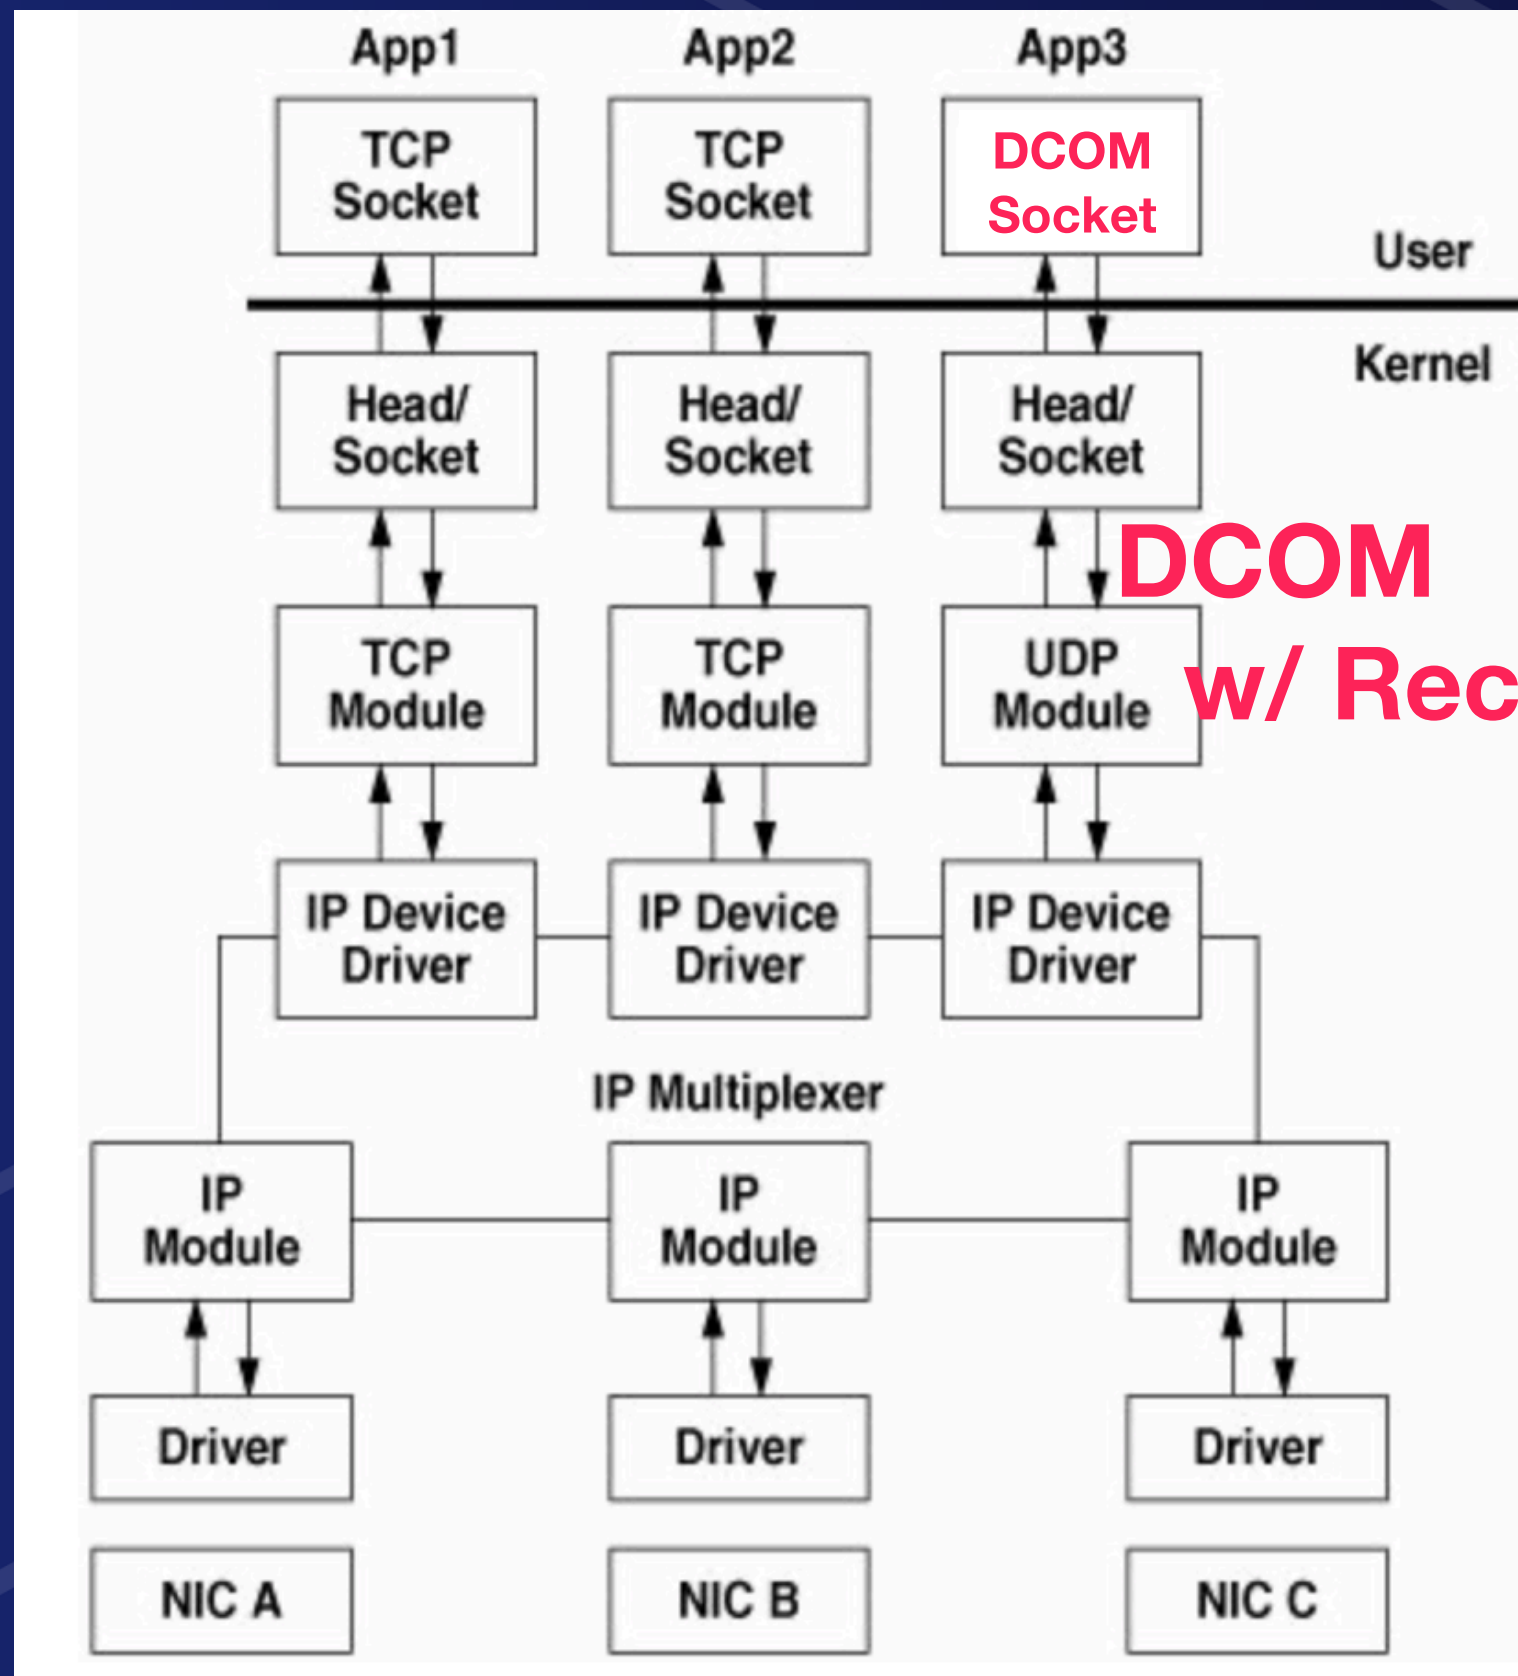 App1 App2 App3
TCP
Socket
TCP
Socket
DCOM
Socket
User
Kernel
Head/
Socket
Head/
Socket
Head/
Socket
DCOM
w/ Rec
TCP
Module
TCP
Module
UDP
Module
IP Device
Driver
IP Device
Driver
IP Device
Driver
IP Multiplexer
IP
Module
IP
Module
IP
Module
Driver
Driver
Driver
NIC A
NIC B
NIC C